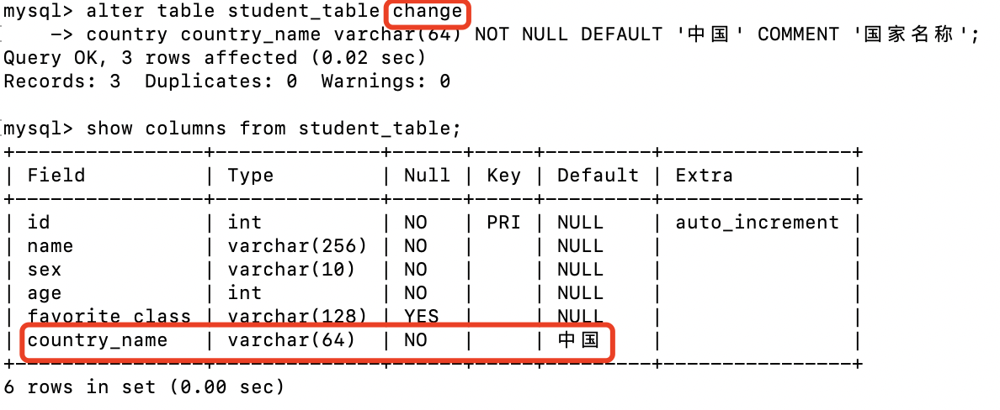 mysql> alter table student_table change
    -> country country_name varchar(64) NOT NULL DEFAULT '中国' COMMENT '国家名称';
Query OK, 3 rows affected (0.02 sec)
Records: 3  Duplicates: 0  Warnings: 0
mysql> show columns from student_table;
+----------------+--------------+------+-----+---------+----------------+
| Field          | Type         | Null | Key | Default | Extra          |
+----------------+--------------+------+-----+---------+----------------+
| id             | int          | NO   | PRI | NULL    | auto_increment |
| name           | varchar(256) | NO   |     | NULL    |                |
| sex            | varchar(10)  | NO   |     | NULL    |                |
| age            | int          | NO   |     | NULL    |                |
| favorite_class | varchar(128) | YES  |     | NULL    |                |
| country_name   | varchar(64)  | NO   |     | 中国    |                |
+----------------+--------------+------+-----+---------+----------------+
6 rows in set (0.00 sec)